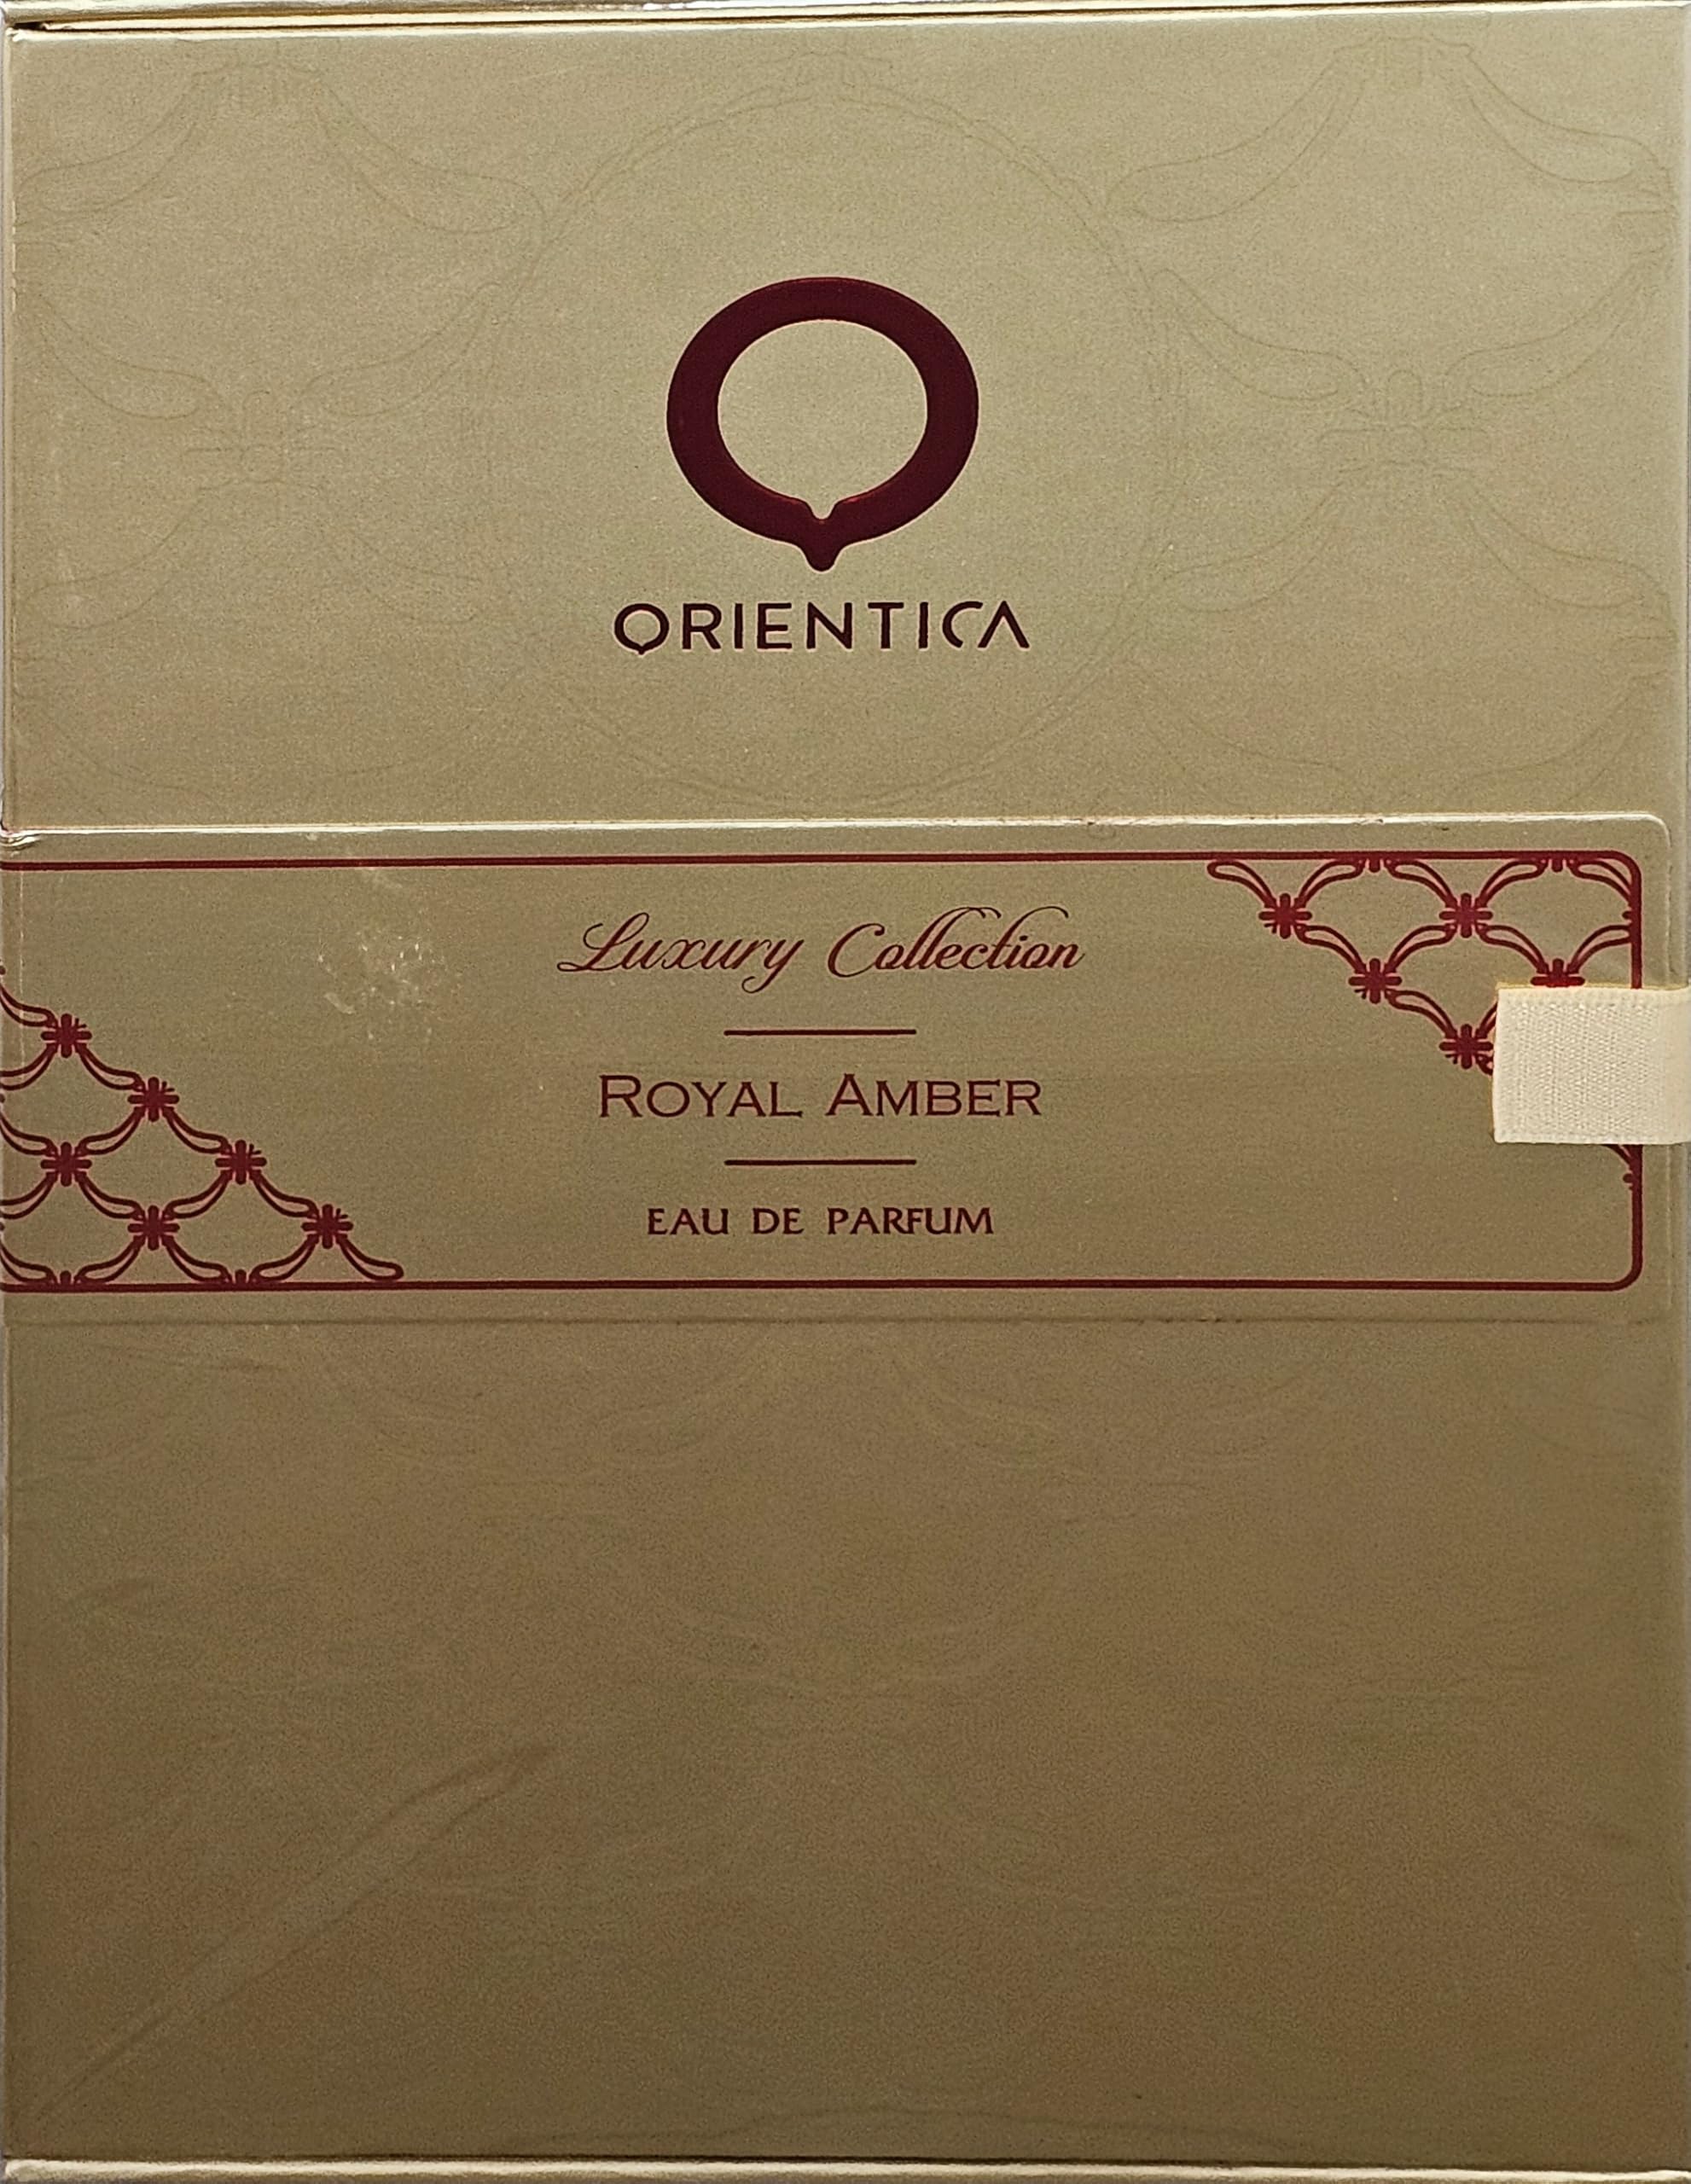 ORIENTICA
Luxury Collection
ROYAL AMBER
EAU DE PARFUM